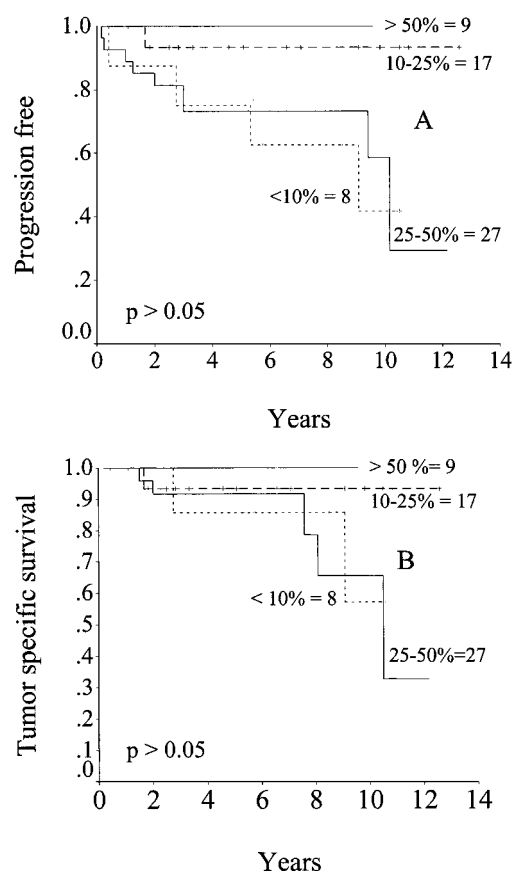 1.0
.8
.6
.4
.2
0.0
Progression free
> 50% = 9
10-25% = 17
A
<10% = 8
25-50% = 27
p > 0.05
0 2 4 6 8 10 12 14
Years
1.0
.9
.8
.7
.6
.5
.4
.3
.2
.1
.0
Tumor specific survival
> 50 %= 9
10-25% = 17
B
< 10% = 8
25-50%=27
p > 0.05
0 2 4 6 8 10 12 14
Years